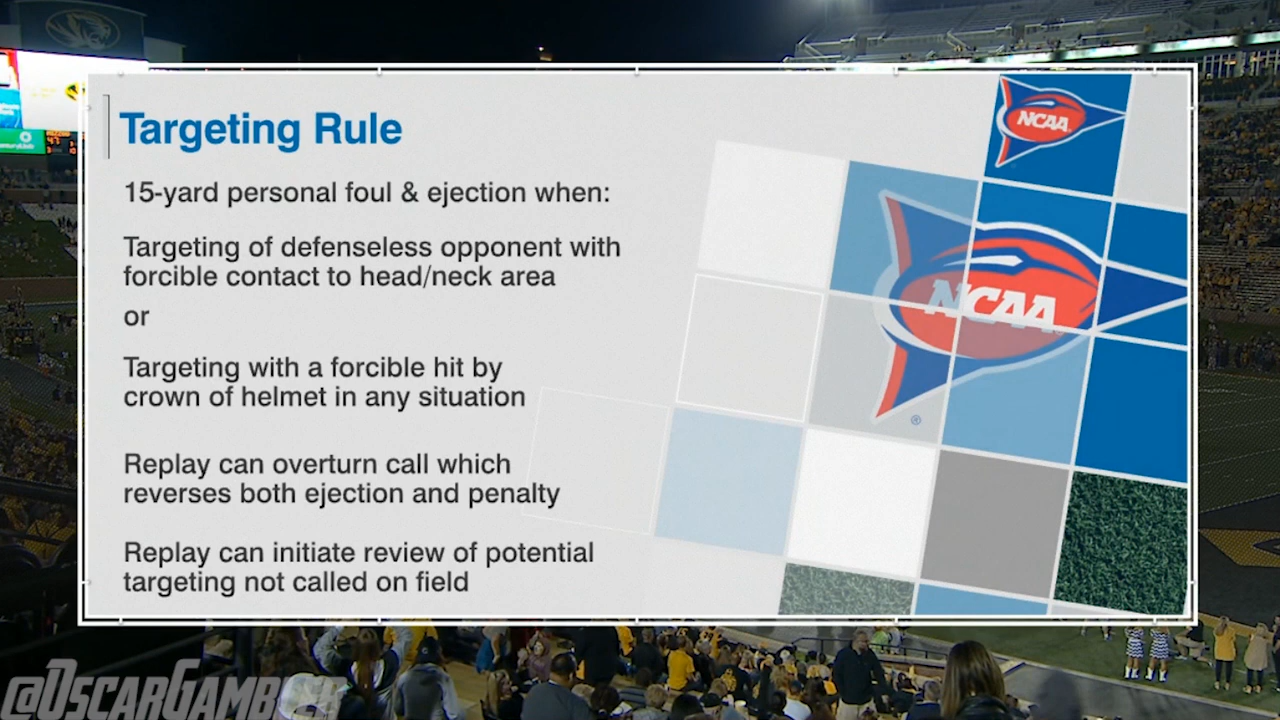 Targeting Rule
15-yard personal foul & ejection when:
Targeting of defenseless opponent with
forcible contact to head/neck area
or
Targeting with a forcible hit by
crown of helmet in any situation
Replay can overturn call which
reverses both ejection and penalty
Replay can initiate review of potential
targeting not called on field
NCAA
NCAA
®